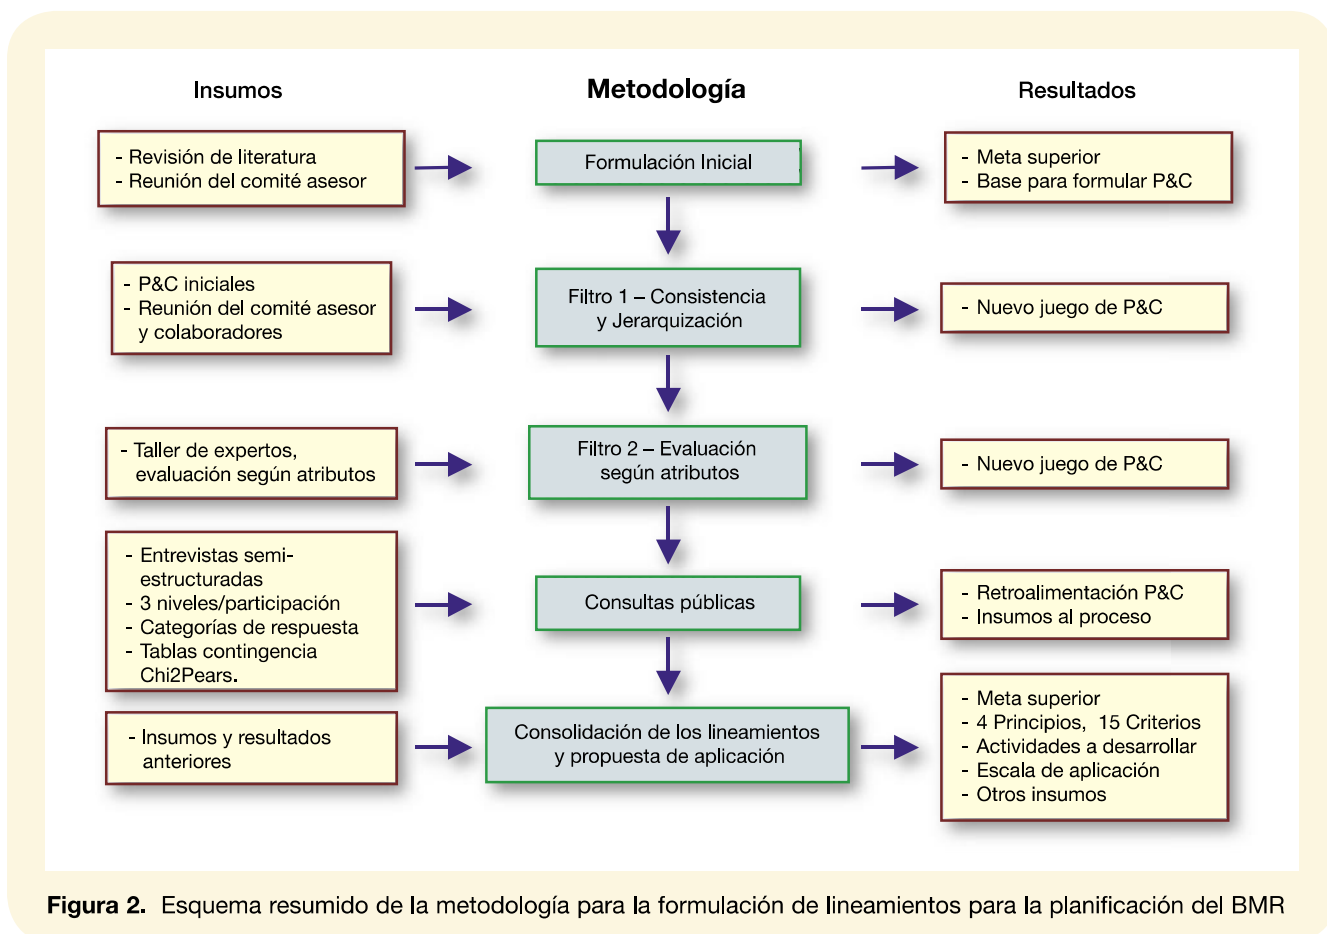 Insumos
Metodología
Resultados
- Revisión de literatura
- Reunión del comité asesor
Formulación Inicial
- Meta superior
- Base para formular P&C
- P&C iniciales
- Reunión del comité asesor
y colaboradores
Filtro 1 – Consistencia
y Jerarquización
- Nuevo juego de P&C
- Taller de expertos,
evaluación según atributos
Filtro 2 – Evaluación
según atributos
- Nuevo juego de P&C
- Entrevistas semi-
estructuradas
- 3 niveles/participación
- Categorías de respuesta
- Tablas contingencia
Chi2Pears.
Consultas públicas
- Retroalimentación P&C
- Insumos al proceso
- Insumos y resultados
anteriores
Consolidación de los lineamientos
y propuesta de aplicación
- Meta superior
- 4 Principios, 15 Criterios
- Actividades a desarrollar
- Escala de aplicación
- Otros insumos
Figura 2. Esquema resumido de la metodología para la formulación de lineamientos para la planificación del BMR